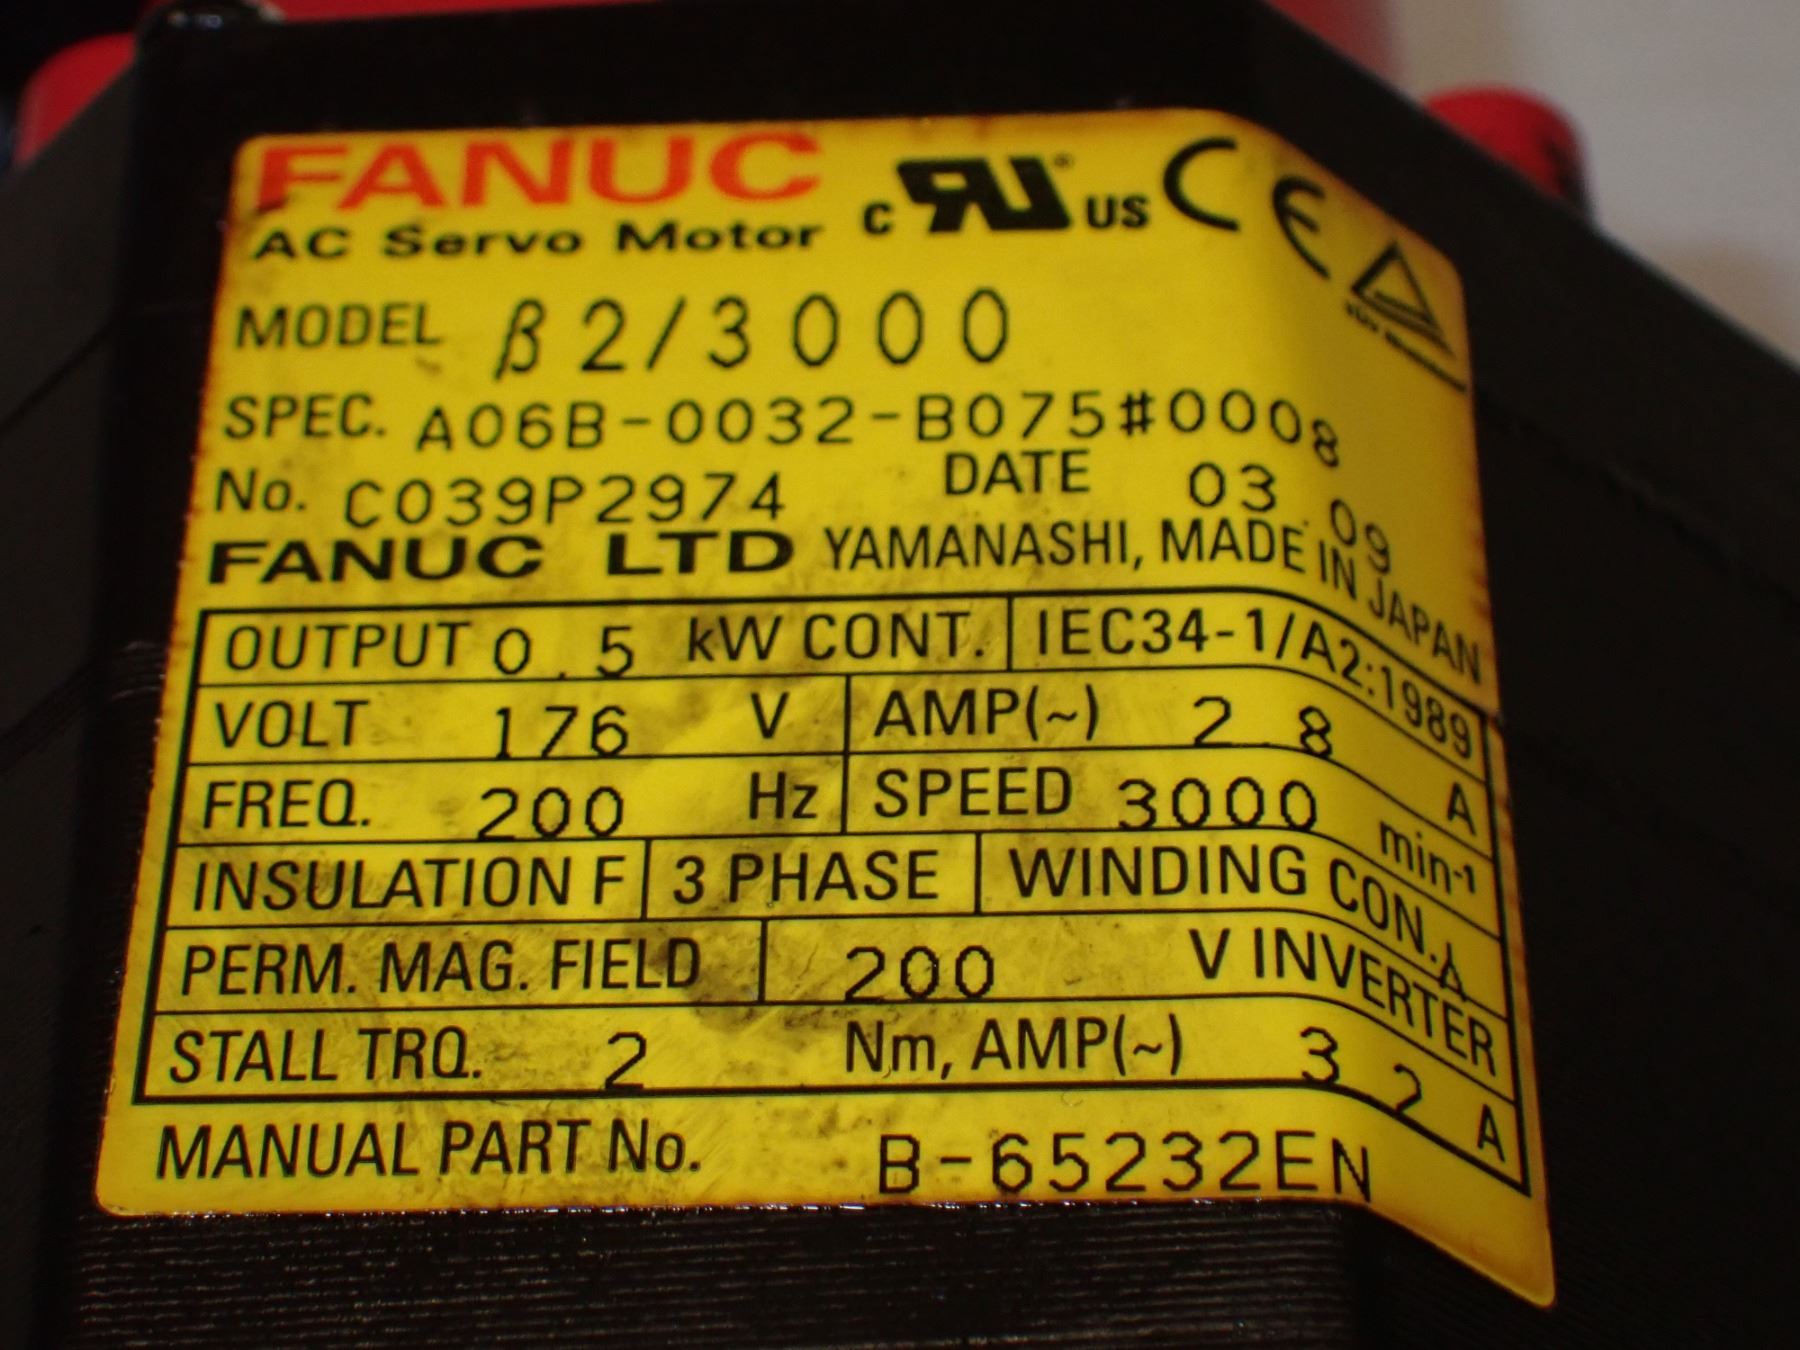 FANUC
AC Servo Motor c RU® US CE
MODEL β2/3000
SPEC. A06B-0032-B075#0008
No. C039P2974 DATE 03.09
FANUC LTD YAMANASHI, MADE IN JAPAN
OUTPUT 0.5 kW CONT. IEC34-1/A2:1989
VOLT 176 V AMP(~) 2.8 A
FREQ. 200 Hz SPEED 3000 min-1
INSULATION F 3 PHASE WINDING CON. 人
PERM. MAG. FIELD 200 V INVERTER
STALL TRQ. 2 Nm, AMP(~) 3.2 A
MANUAL PART No. B-65232EN